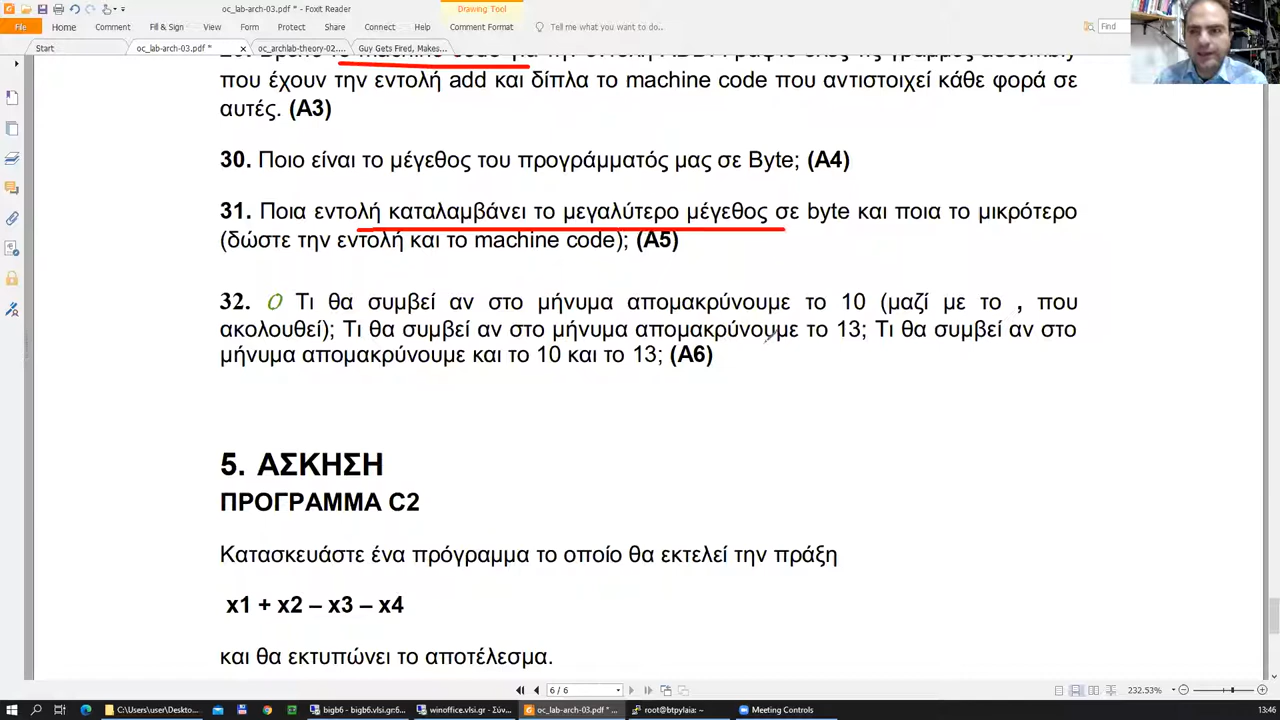 oc_lab-arch-03.pdf * - Foxit Reader
Drawing Tool
File Home Comment Fill & Sign Form Protect Share Connect Help Extras Comment Format Tell me what you want to do... Find
Start oc_lab-arch-03.pdf * oc_archlab-theory-02.... Guy Gets Fired, Makes...
που έχουν την εντολή add και δίπλα το machine code που αντιστοιχεί κάθε φορά σε
αυτές. (A3)
30. Ποιο είναι το μέγεθος του προγράμματός μας σε Byte; (A4)
31. Ποια εντολή καταλαμβάνει το μεγαλύτερο μέγεθος σε byte και ποια το μικρότερο
(δώστε την εντολή και το machine code); (A5)
32. O Τι θα συμβεί αν στο μήνυμα απομακρύνουμε το 10 (μαζί με το , που
ακολουθεί); Τι θα συμβεί αν στο μήνυμα απομακρύνουμε το 13; Τι θα συμβεί αν στο
μήνυμα απομακρύνουμε και το 10 και το 13; (A6)
5. ΑΣΚΗΣΗ
ΠΡΟΓΡΑΜΜΑ C2
Κατασκευάστε ένα πρόγραμμα το οποίο θα εκτελεί την πράξη
x1 + x2 – x3 – x4
και θα εκτυπώνει το αποτέλεσμα.
6 / 6 232.53%
C:\Users\user\Desktop... bigb6 - bigb6.vlsi.gr:6... winoffice.vlsi.gr - Σύν... oc_lab-arch-03.pdf * ... root@btpylaia: ~ Meeting Controls 13:46